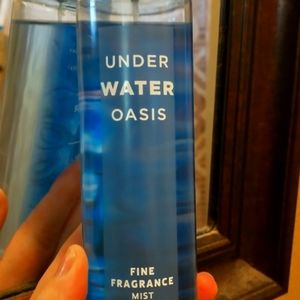 UNDER
WATER
OASIS
FINE
FRAGRANCE
MIST